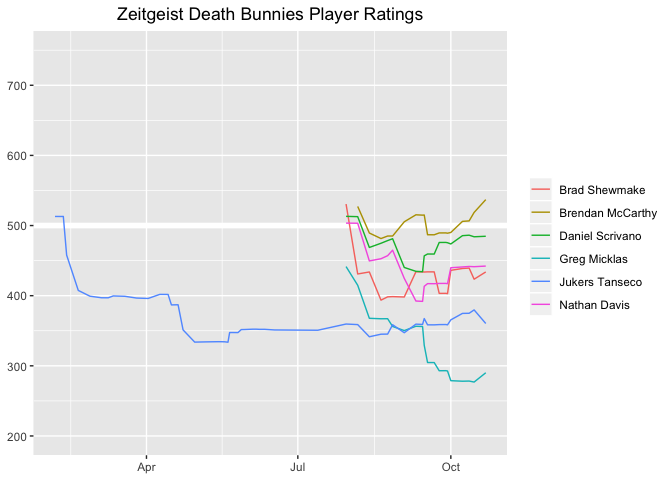 Zeitgeist Death Bunnies Player Ratings
700
600
500
400
300
200
Apr
Jul
Oct
Brad Shewmake
Brendan McCarthy
Daniel Scrivano
Greg Micklas
Jukers Tanseco
Nathan Davis